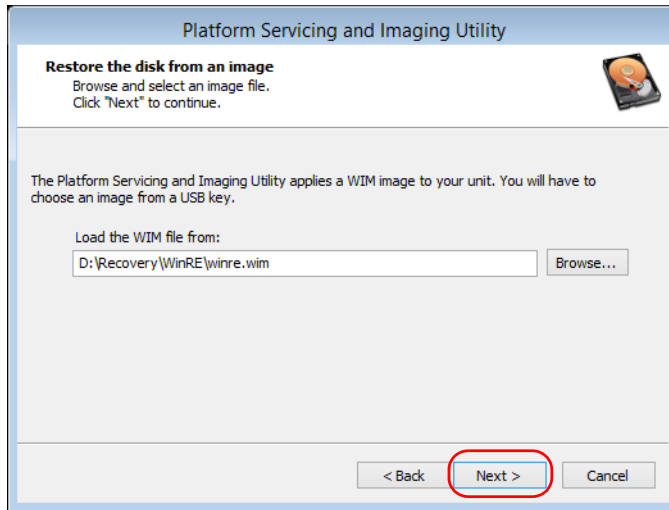 Platform Servicing and Imaging Utility
Restore the disk from an image
Browse and select an image file.
Click "Next" to continue.
The Platform Servicing and Imaging Utility applies a WIM image to your unit. You will have to
choose an image from a USB key.
Load the WIM file from:
D:\Recovery\WinRE\winre.wim Browse...
< Back Next > Cancel